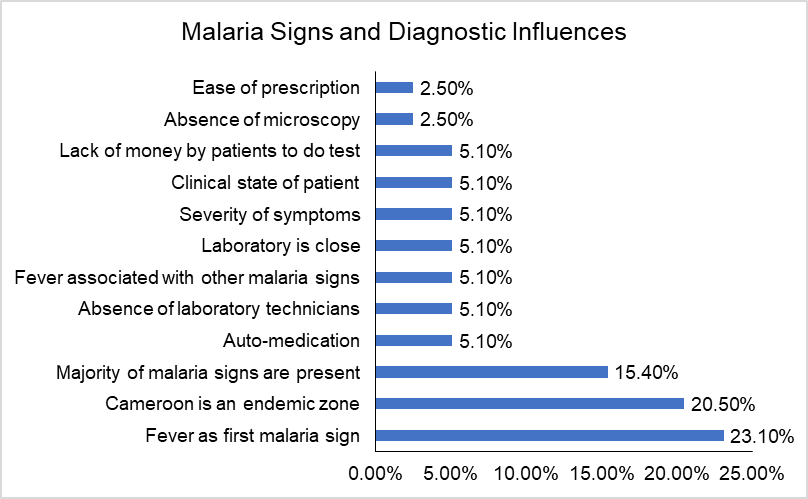 Malaria Signs and Diagnostic Influences
Ease of prescription 2.50%
Absence of microscopy 2.50%
Lack of money by patients to do test 5.10%
Clinical state of patient 5.10%
Severity of symptoms 5.10%
Laboratory is close 5.10%
Fever associated with other malaria signs 5.10%
Absence of laboratory technicians 5.10%
Auto-medication 5.10%
Majority of malaria signs are present 15.40%
Cameroon is an endemic zone 20.50%
Fever as first malaria sign 23.10%
0.00% 5.00% 10.00% 15.00% 20.00% 25.00%